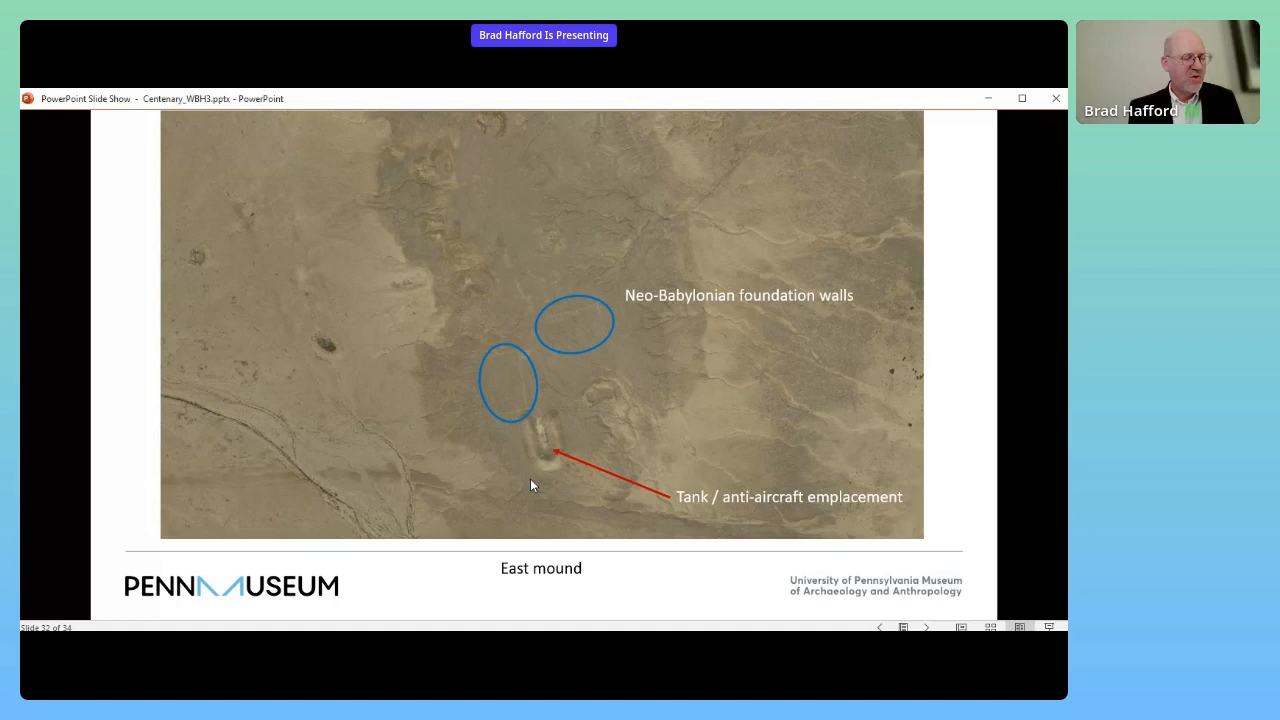 Brad Hafford Is Presenting
PowerPoint Slide Show - Centenary_WBH3.pptx - PowerPoint
Brad Hafford
Neo-Babylonian foundation walls
Tank / anti-aircraft emplacement
East mound
PENN MUSEUM
University of Pennsylvania Museum
of Archaeology and Anthropology
Slide 32 of 34